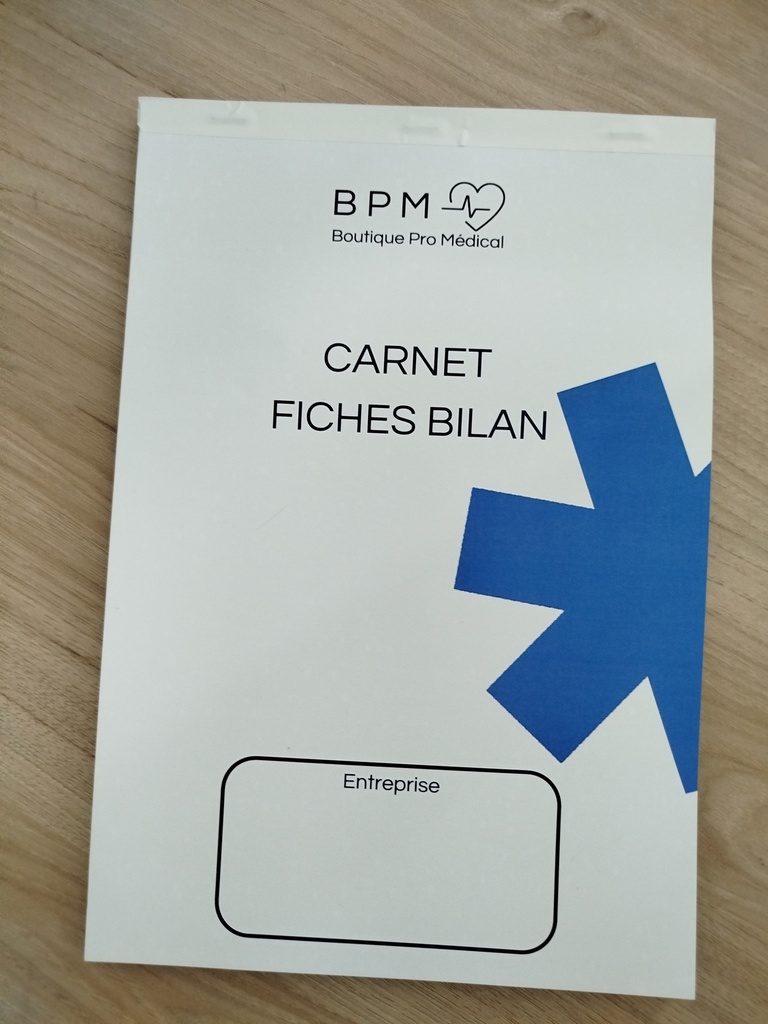 BPM
Boutique Pro Médical
CARNET
FICHES BILAN
Entreprise